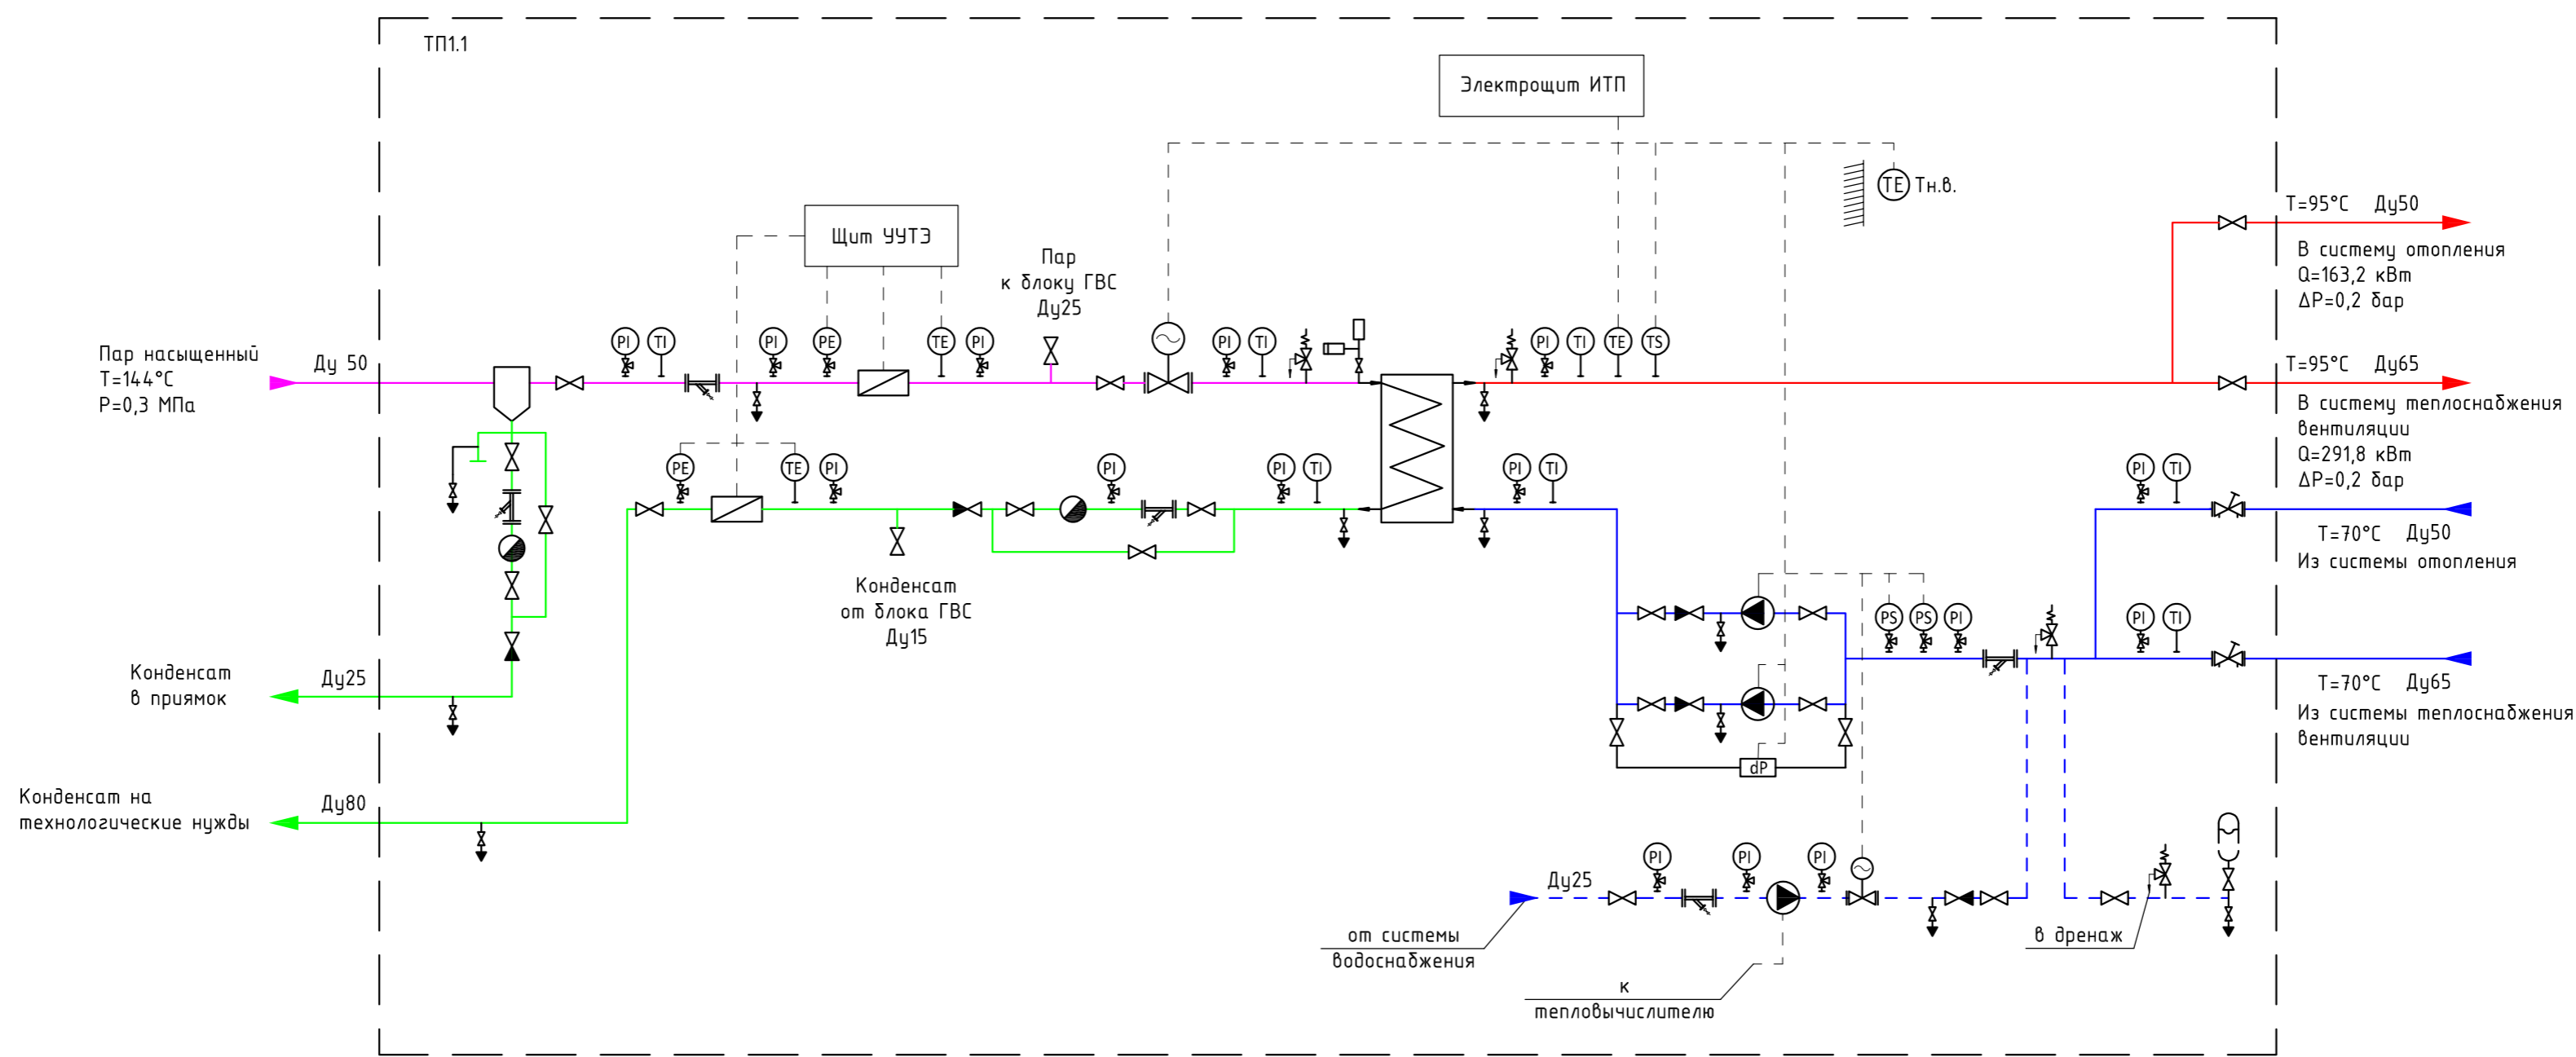 ТП1.1
Электрощит ИТП
TE Тн.в.
T=95°C Ду50
В систему отопления
Q=163,2 кВт
ΔP=0,2 бар
Щит УУТЭ
Пар
к блоку ГВС
Ду25
Пар насыщенный
T=144°C
P=0,3 МПа
Ду 50
PI TI PI PE TE PI PI TI PI TI TE TS
T=95°C Ду65
В систему теплоснабжения
вентиляции
Q=291,8 кВт
ΔP=0,2 бар
PE TE PI PI PI TI PI TI PI TI
T=70°C Ду50
Из системы отопления
Конденсат
от блока ГВС
Ду15
PS PS PI PI TI
T=70°C Ду65
Из системы теплоснабжения
вентиляции
Конденсат
в приямок
Ду25
dP
Конденсат на
технологические нужды
Ду80
Ду25
PI PI PI
от системы
водоснабжения
в дренаж
к
тепловычислителю